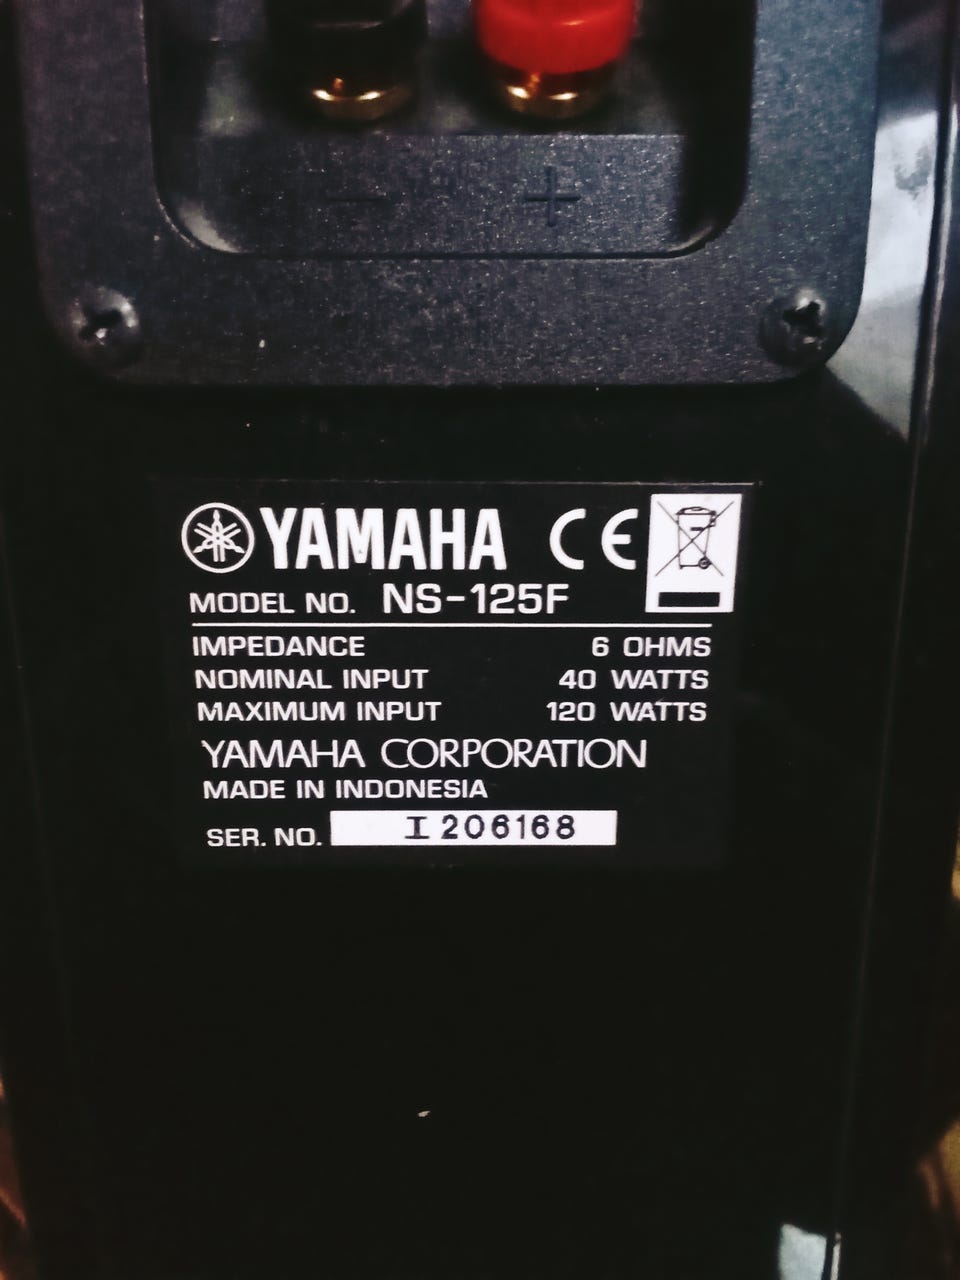 − +
YAMAHA CE
MODEL NO. NS-125F
IMPEDANCE 6 OHMS
NOMINAL INPUT 40 WATTS
MAXIMUM INPUT 120 WATTS
YAMAHA CORPORATION
MADE IN INDONESIA
SER. NO. I206168